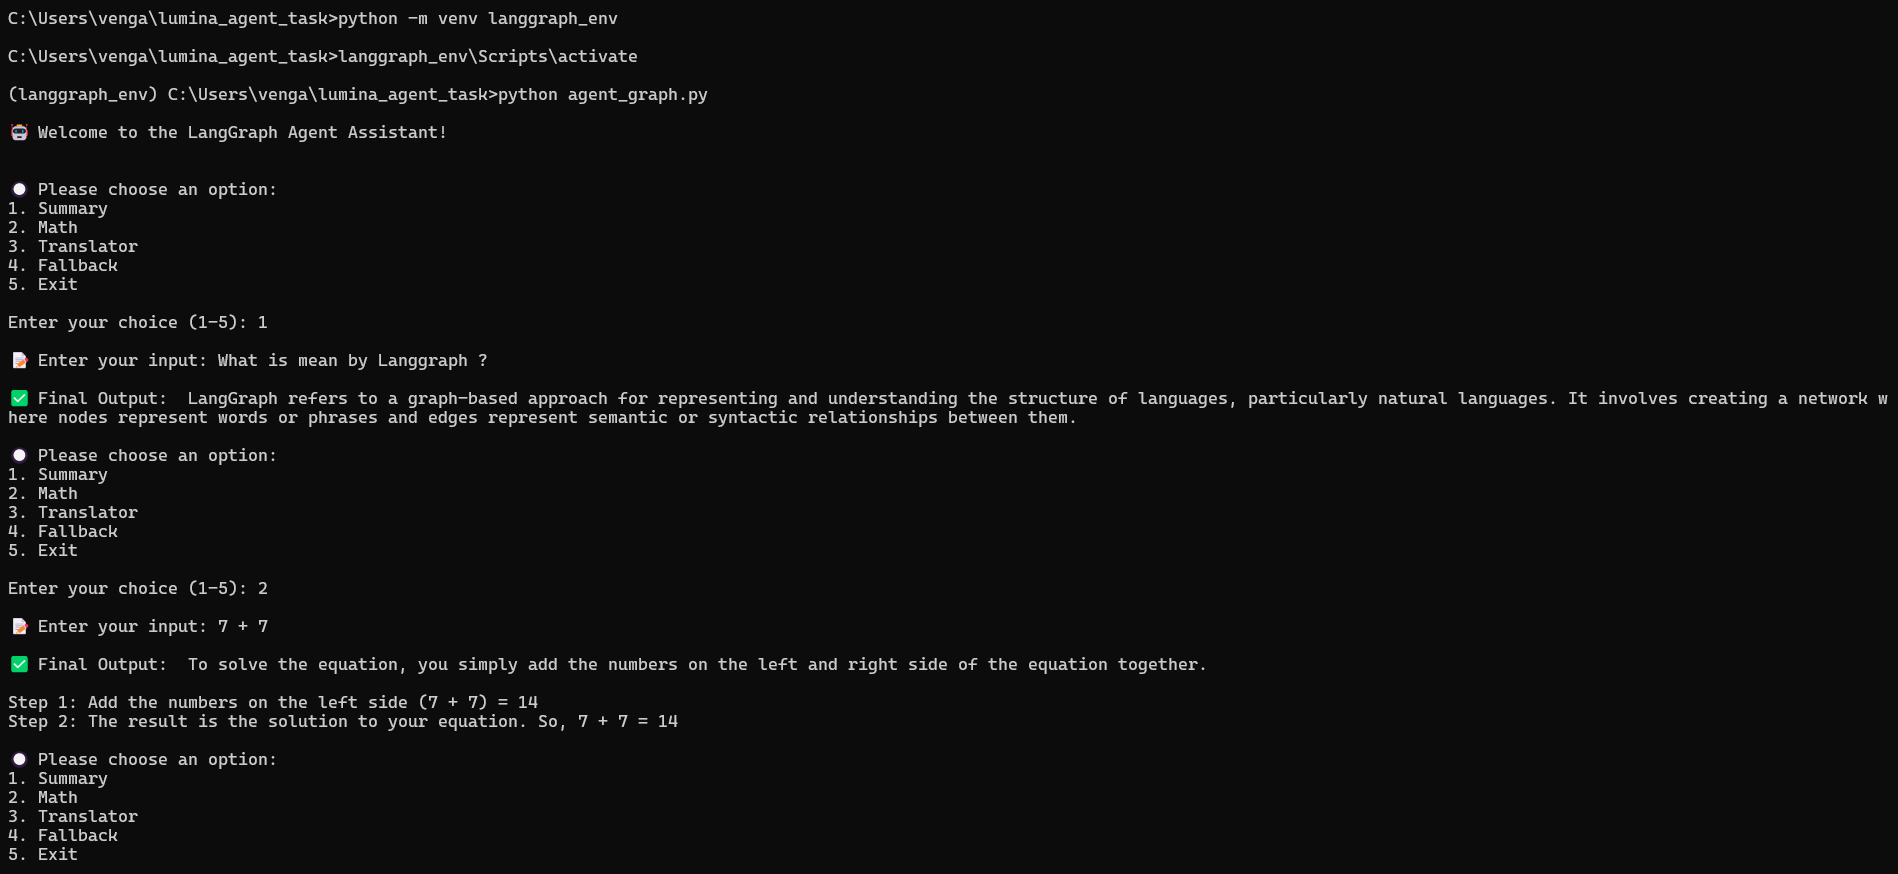 C:\Users\venga\lumina_agent_task>python -m venv langgraph_env
C:\Users\venga\lumina_agent_task>langgraph_env\Scripts\activate
(langgraph_env) C:\Users\venga\lumina_agent_task>python agent_graph.py
🤖 Welcome to the LangGraph Agent Assistant!
Please choose an option:
1. Summary
2. Math
3. Translator
4. Fallback
5. Exit
Enter your choice (1-5): 1
📝 Enter your input: What is mean by Langgraph ?
✅ Final Output:  LangGraph refers to a graph-based approach for representing and understanding the structure of languages, particularly natural languages. It involves creating a network w
here nodes represent words or phrases and edges represent semantic or syntactic relationships between them.
Please choose an option:
1. Summary
2. Math
3. Translator
4. Fallback
5. Exit
Enter your choice (1-5): 2
📝 Enter your input: 7 + 7
✅ Final Output:  To solve the equation, you simply add the numbers on the left and right side of the equation together.
Step 1: Add the numbers on the left side (7 + 7) = 14
Step 2: The result is the solution to your equation. So, 7 + 7 = 14
Please choose an option:
1. Summary
2. Math
3. Translator
4. Fallback
5. Exit